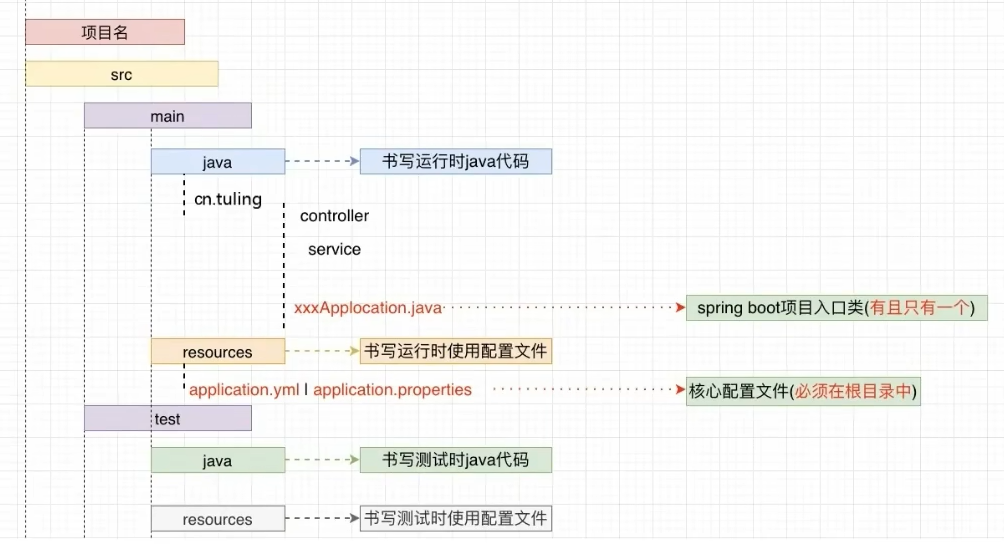 项目名
src
main
java 书写运行时java代码
cn.tuling
controller
service
xxxApplocation.java spring boot项目入口类(有且只有一个)
resources 书写运行时使用配置文件
application.yml | application.properties 核心配置文件(必须在根目录中)
test
java 书写测试时java代码
resources 书写测试时使用配置文件